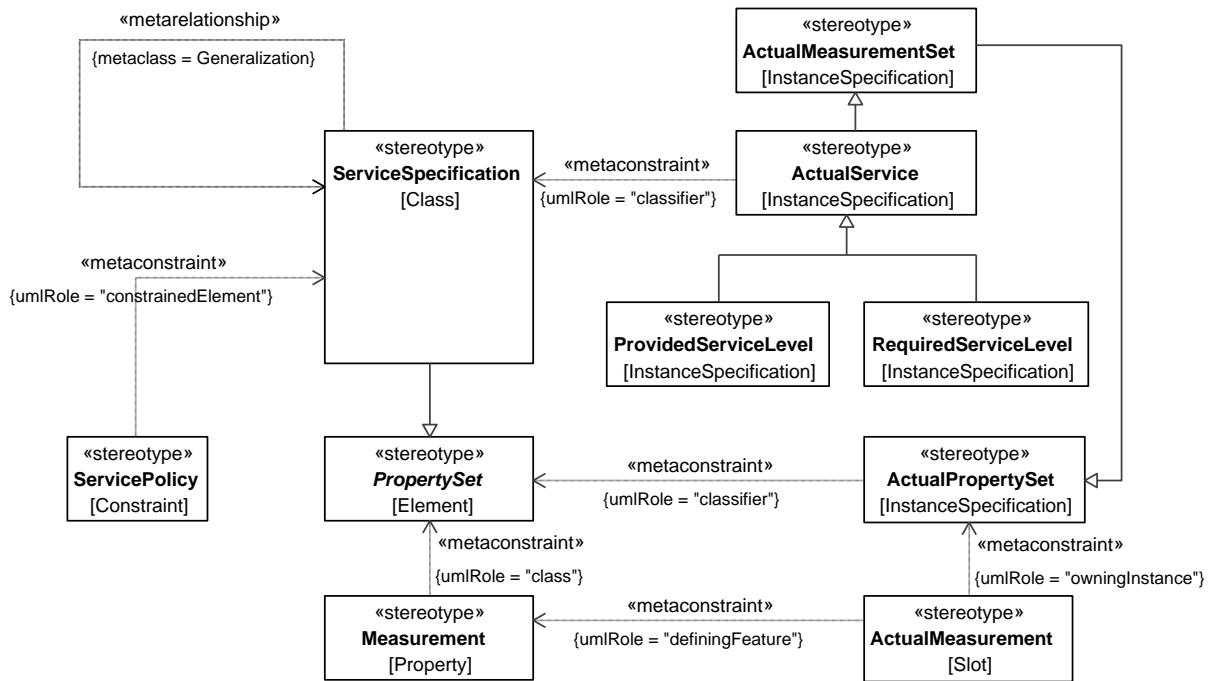 «metarelationship»
{metaclass = Generalization}
«stereotype»
ActualMeasurementSet
[InstanceSpecification]
«stereotype»
ServiceSpecification
[Class]
«metaconstraint»
{umlRole = "classifier"}
«stereotype»
ActualService
[InstanceSpecification]
«metaconstraint»
{umlRole = "constrainedElement"}
«stereotype»
ProvidedServiceLevel
[InstanceSpecification]
«stereotype»
RequiredServiceLevel
[InstanceSpecification]
«stereotype»
ServicePolicy
[Constraint]
«stereotype»
PropertySet
[Element]
«metaconstraint»
{umlRole = "classifier"}
«stereotype»
ActualPropertySet
[InstanceSpecification]
«metaconstraint»
{umlRole = "class"}
«metaconstraint»
{umlRole = "owningInstance"}
«stereotype»
Measurement
[Property]
«metaconstraint»
{umlRole = "definingFeature"}
«stereotype»
ActualMeasurement
[Slot]